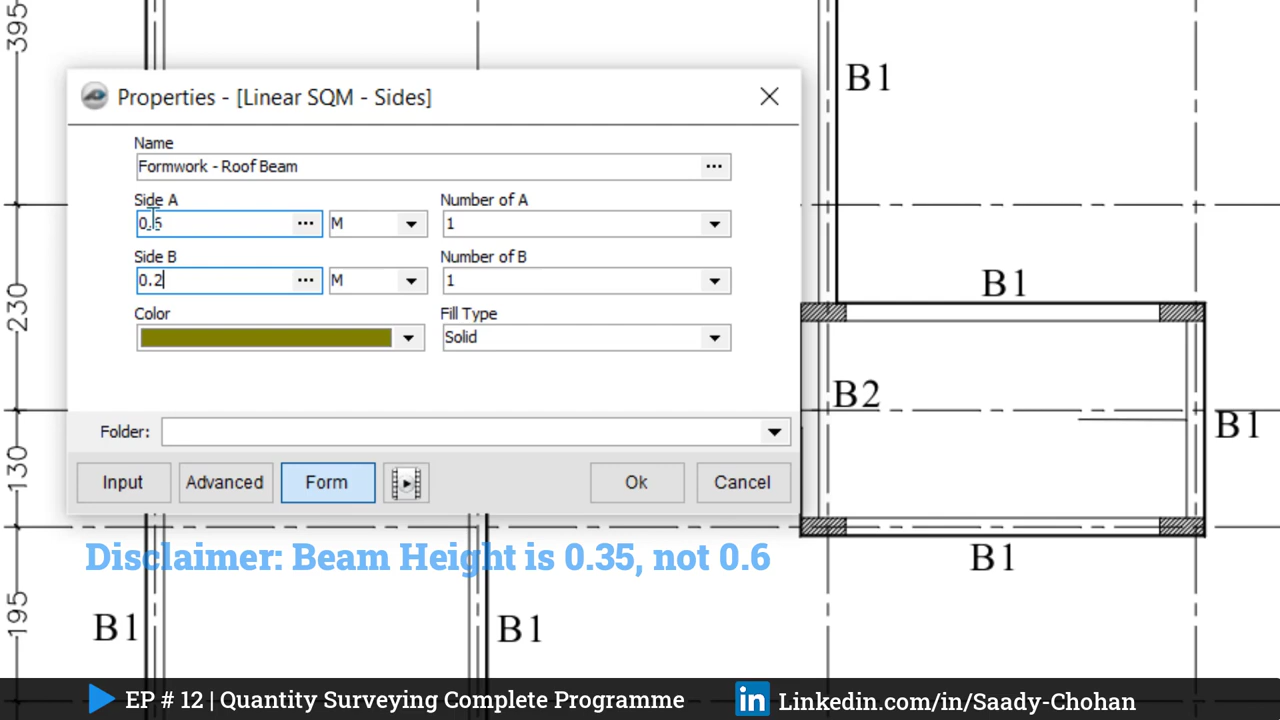 395
B1
Properties - [Linear SQM - Sides]
Name
Formwork - Roof Beam
Side A
Number of A
0.6
M
1
Side B
Number of B
0.2
M
1
Color
Fill Type
Solid
Folder:
Input
Advanced
Form
Ok
Cancel
230
B1
B2
B1
130
B1
Disclaimer: Beam Height is 0.35, not 0.6
195
B1
B1
EP # 12 | Quantity Surveying Complete Programme
in
Linkedin.com/in/Saady-Chohan